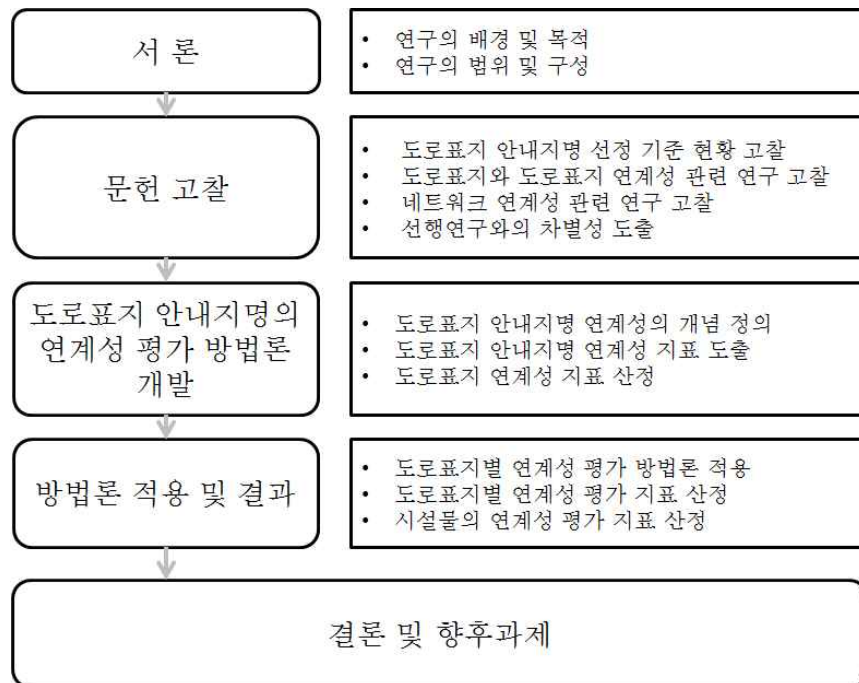 서 론
• 연구의 배경 및 목적
• 연구의 범위 및 구성
문헌 고찰
• 도로표지 안내지명 선정 기준 현황 고찰
• 도로표지와 도로표지 연계성 관련 연구 고찰
• 네트워크 연계성 관련 연구 고찰
• 선행연구와의 차별성 도출
도로표지 안내지명의
연계성 평가 방법론
개발
• 도로표지 안내지명 연계성의 개념 정의
• 도로표지 안내지명 연계성 지표 도출
• 도로표지 연계성 지표 산정
방법론 적용 및 결과
• 도로표지별 연계성 평가 방법론 적용
• 도로표지별 연계성 평가 지표 산정
• 시설물의 연계성 평가 지표 산정
결론 및 향후과제